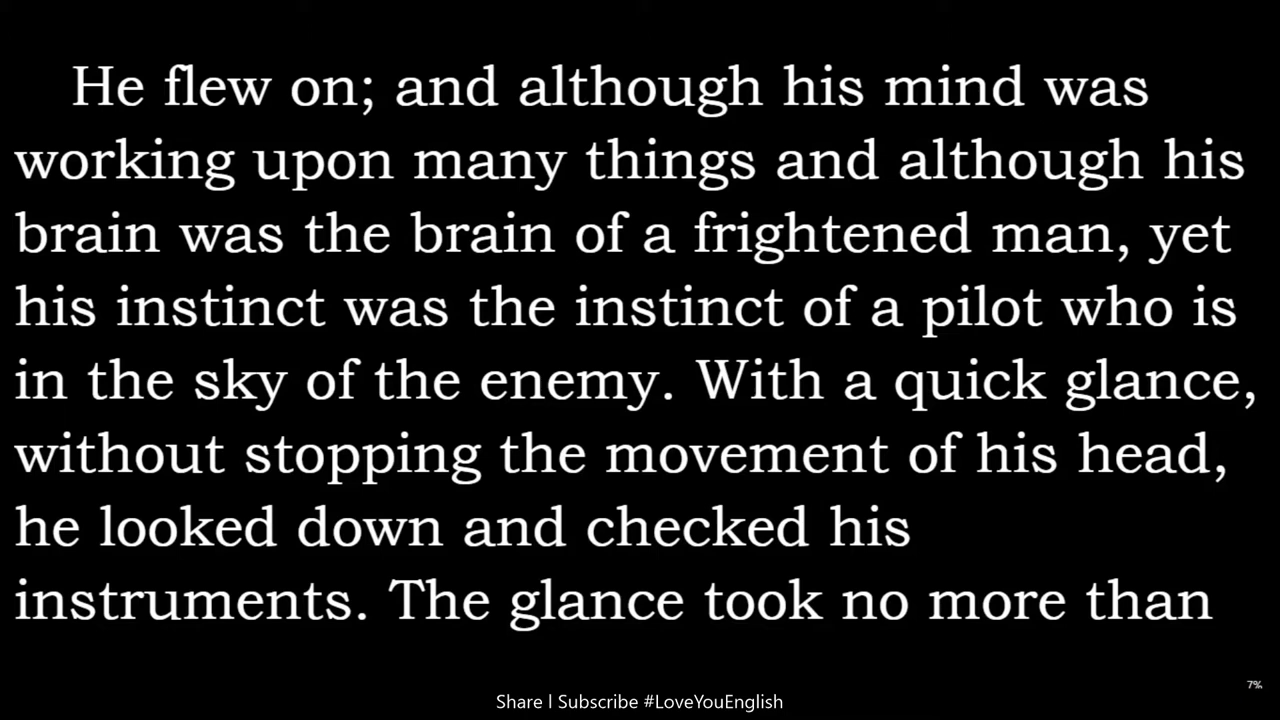 He flew on; and although his mind was
working upon many things and although his
brain was the brain of a frightened man, yet
his instinct was the instinct of a pilot who is
in the sky of the enemy. With a quick glance,
without stopping the movement of his head,
he looked down and checked his
instruments. The glance took no more than
7%
Share | Subscribe #LoveYouEnglish